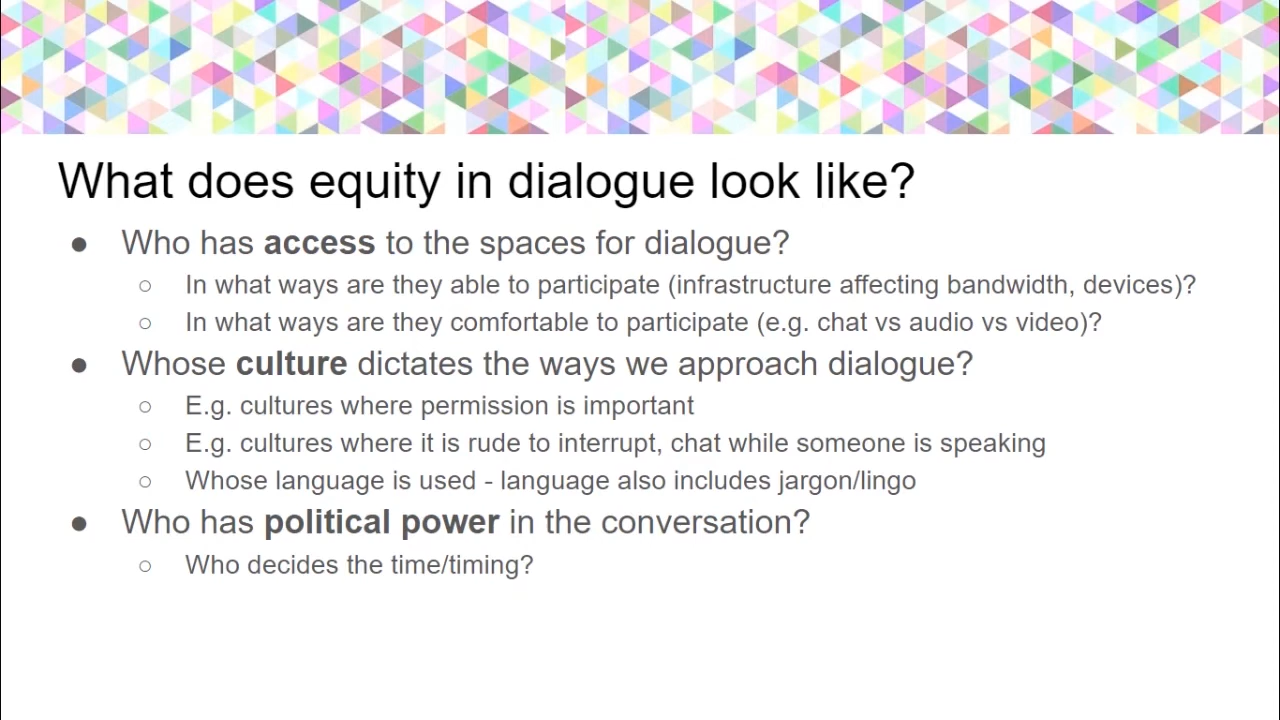 What does equity in dialogue look like?
● Who has access to the spaces for dialogue?
○ In what ways are they able to participate (infrastructure affecting bandwidth, devices)?
○ In what ways are they comfortable to participate (e.g. chat vs audio vs video)?
● Whose culture dictates the ways we approach dialogue?
○ E.g. cultures where permission is important
○ E.g. cultures where it is rude to interrupt, chat while someone is speaking
○ Whose language is used - language also includes jargon/lingo
● Who has political power in the conversation?
○ Who decides the time/timing?